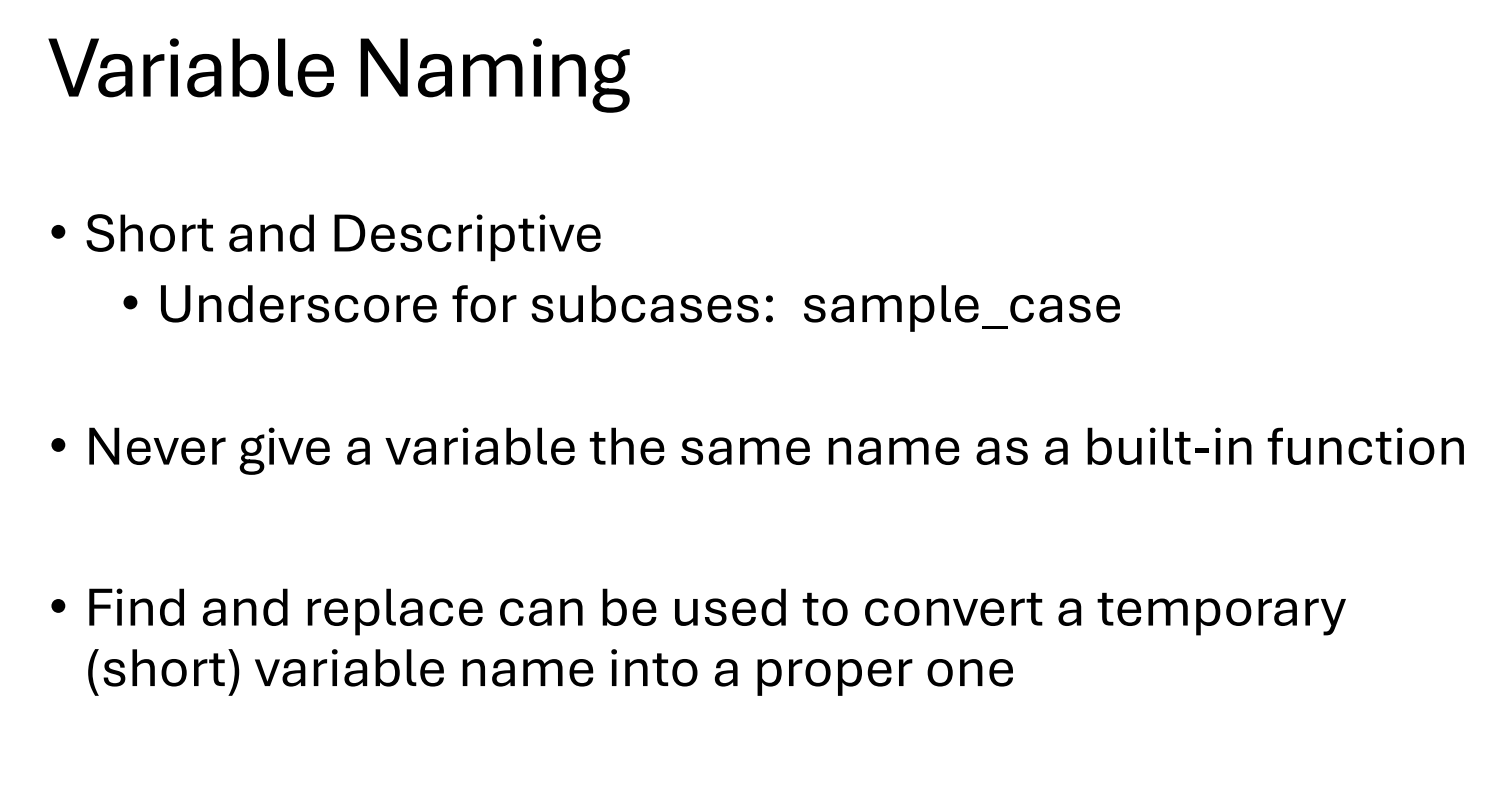 Variable Naming
• Short and Descriptive
• Underscore for subcases:  sample_case
• Never give a variable the same name as a built-in function
• Find and replace can be used to convert a temporary
(short) variable name into a proper one